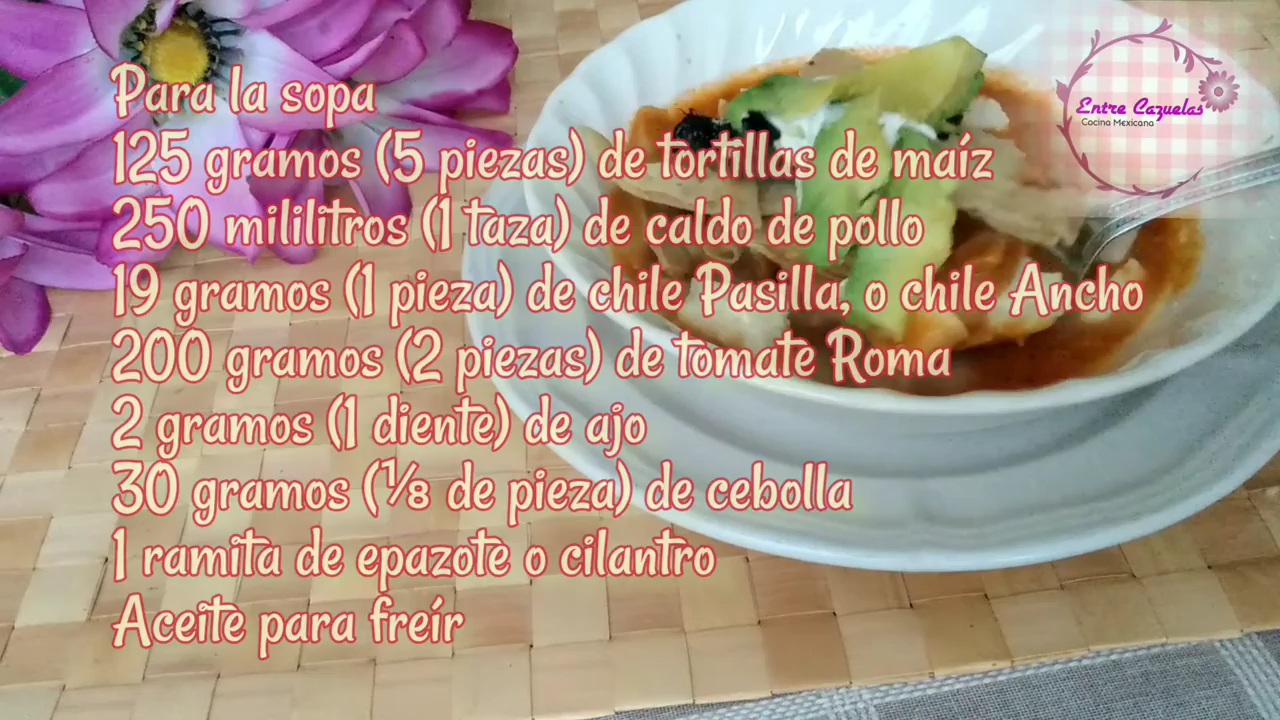 Para la sopa
125 gramos (5 piezas) de tortillas de maíz
250 mililitros (1 taza) de caldo de pollo
19 gramos (1 pieza) de chile Pasilla, o chile Ancho
200 gramos (2 piezas) de tomate Roma
2 gramos (1 diente) de ajo
30 gramos (⅛ de pieza) de cebolla
1 ramita de epazote o cilantro
Aceite para freír
Entre Cazuelas
Cocina Mexicana